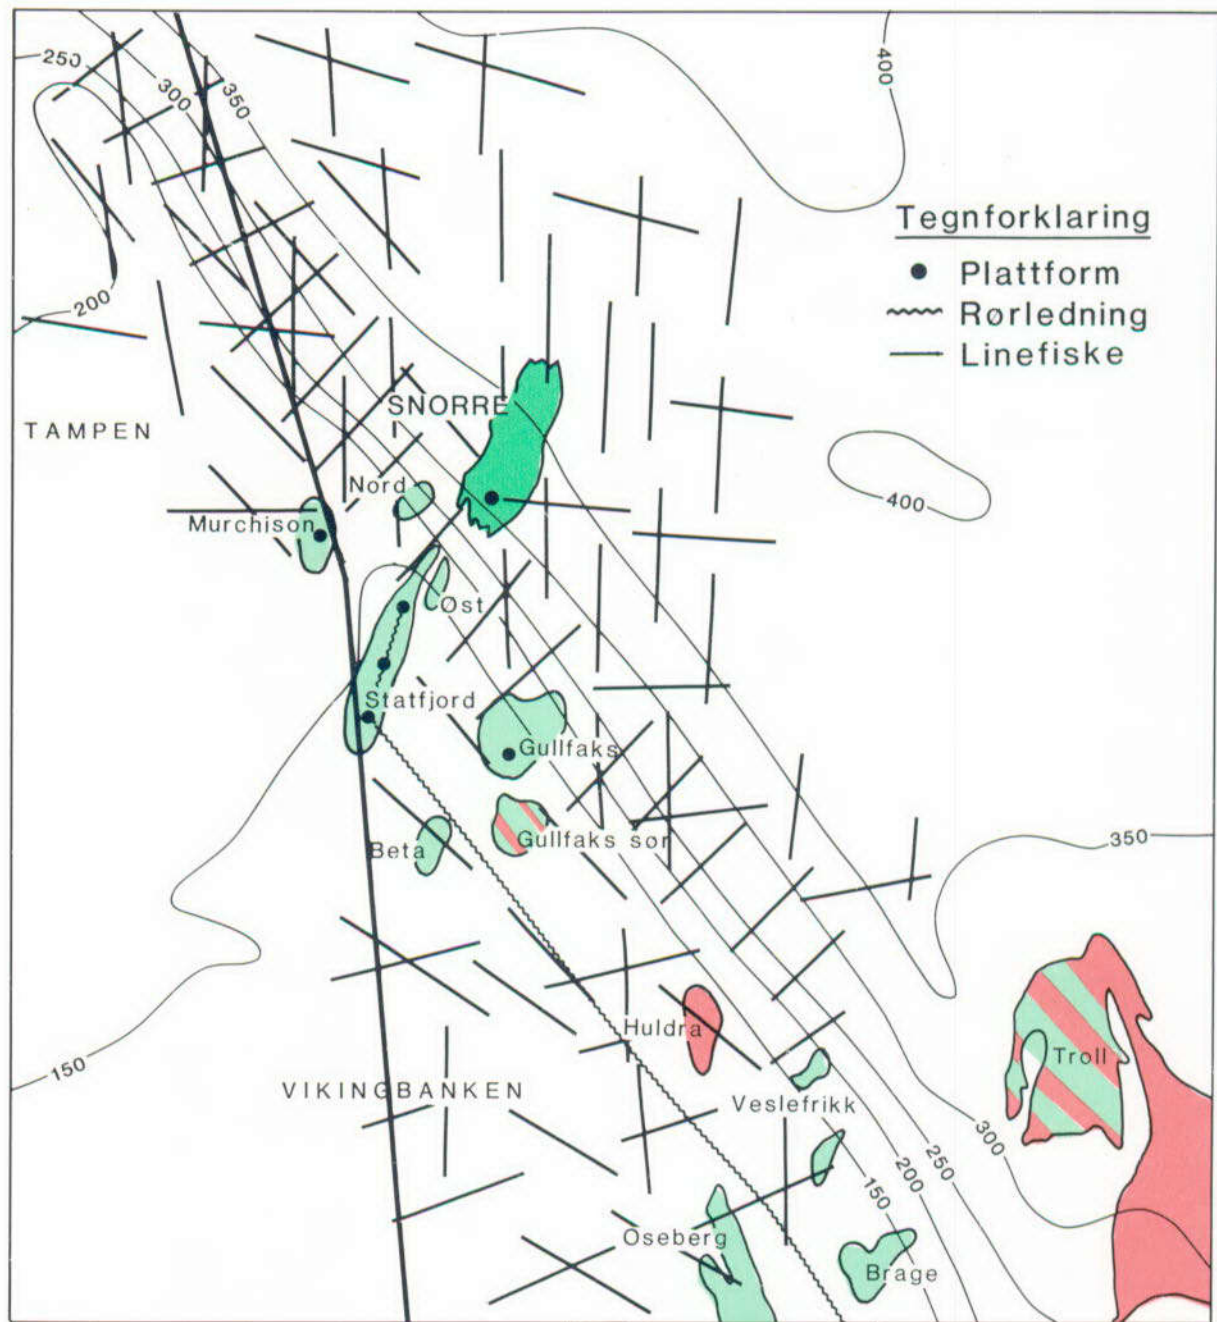 250
300
350
400
Tegnforklaring
Plattform
Rørledning
Linefiske
200
TAMPEN
SNORRE
Nord
400
Murchison
Øst
Statfjord
Gullfaks
Gullfaks sør
Beta
350
Huldra
Troll
150
VIKINGBANKEN
Veslefrikk
300
250
200
150
Oseberg
Brage